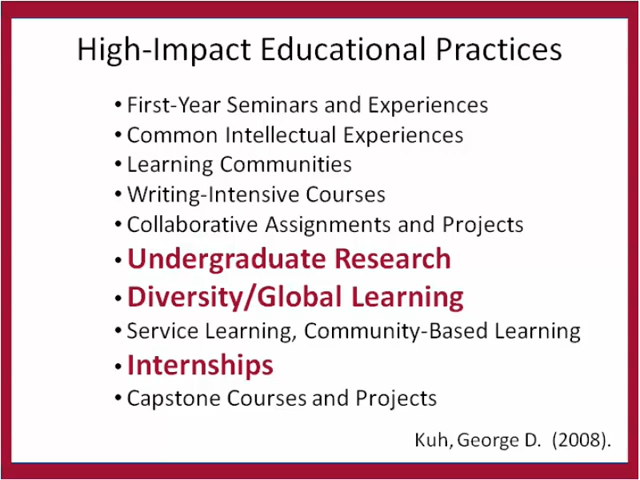 High-Impact Educational Practices
• First-Year Seminars and Experiences
• Common Intellectual Experiences
• Learning Communities
• Writing-Intensive Courses
• Collaborative Assignments and Projects
• Undergraduate Research
• Diversity/Global Learning
• Service Learning, Community-Based Learning
• Internships
• Capstone Courses and Projects
Kuh, George D.  (2008).